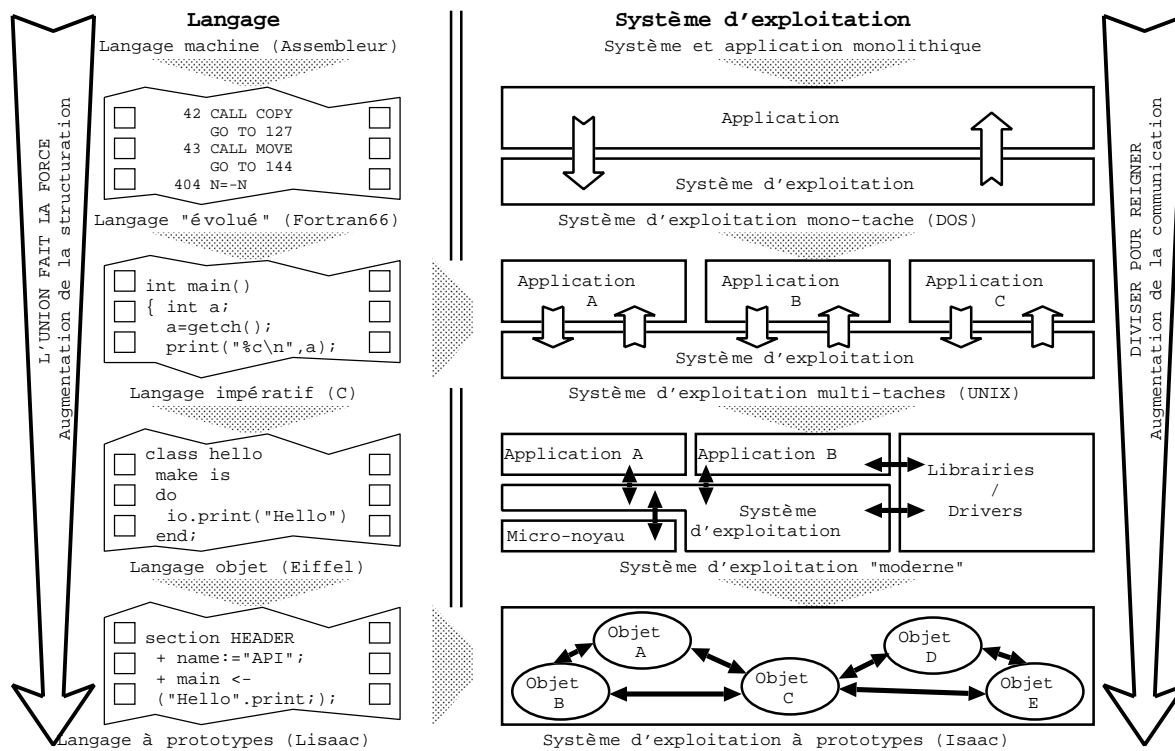 Langage
Langage machine (Assembleur)
42 CALL COPY
GO TO 127
43 CALL MOVE
GO TO 144
404 N=-N
Langage "évolué" (Fortran66)
int main()
{ int a;
a=getch();
print("%c\n",a);
Langage impératif (C)
class hello
make is
do
io.print("Hello")
end;
Langage objet (Eiffel)
section HEADER
+ name:="API";
+ main <-
("Hello".print;);
Langage à prototypes (Lisaac)
L'UNION FAIT LA FORCE
Augmentation de la structuration
Système d'exploitation
Système et application monolithique
Application
Système d'exploitation
Système d'exploitation mono-tache (DOS)
Application
A
Application
B
Application
C
Système d'exploitation
Système d'exploitation multi-taches (UNIX)
Application A
Application B
Librairies
/
Drivers
Système
d'exploitation
Micro-noyau
Système d'exploitation "moderne"
Objet
A
Objet
B
Objet
C
Objet
D
Objet
E
Système d'exploitation à prototypes (Isaac)
DIVISER POUR REIGNER
Augmentation de la communication